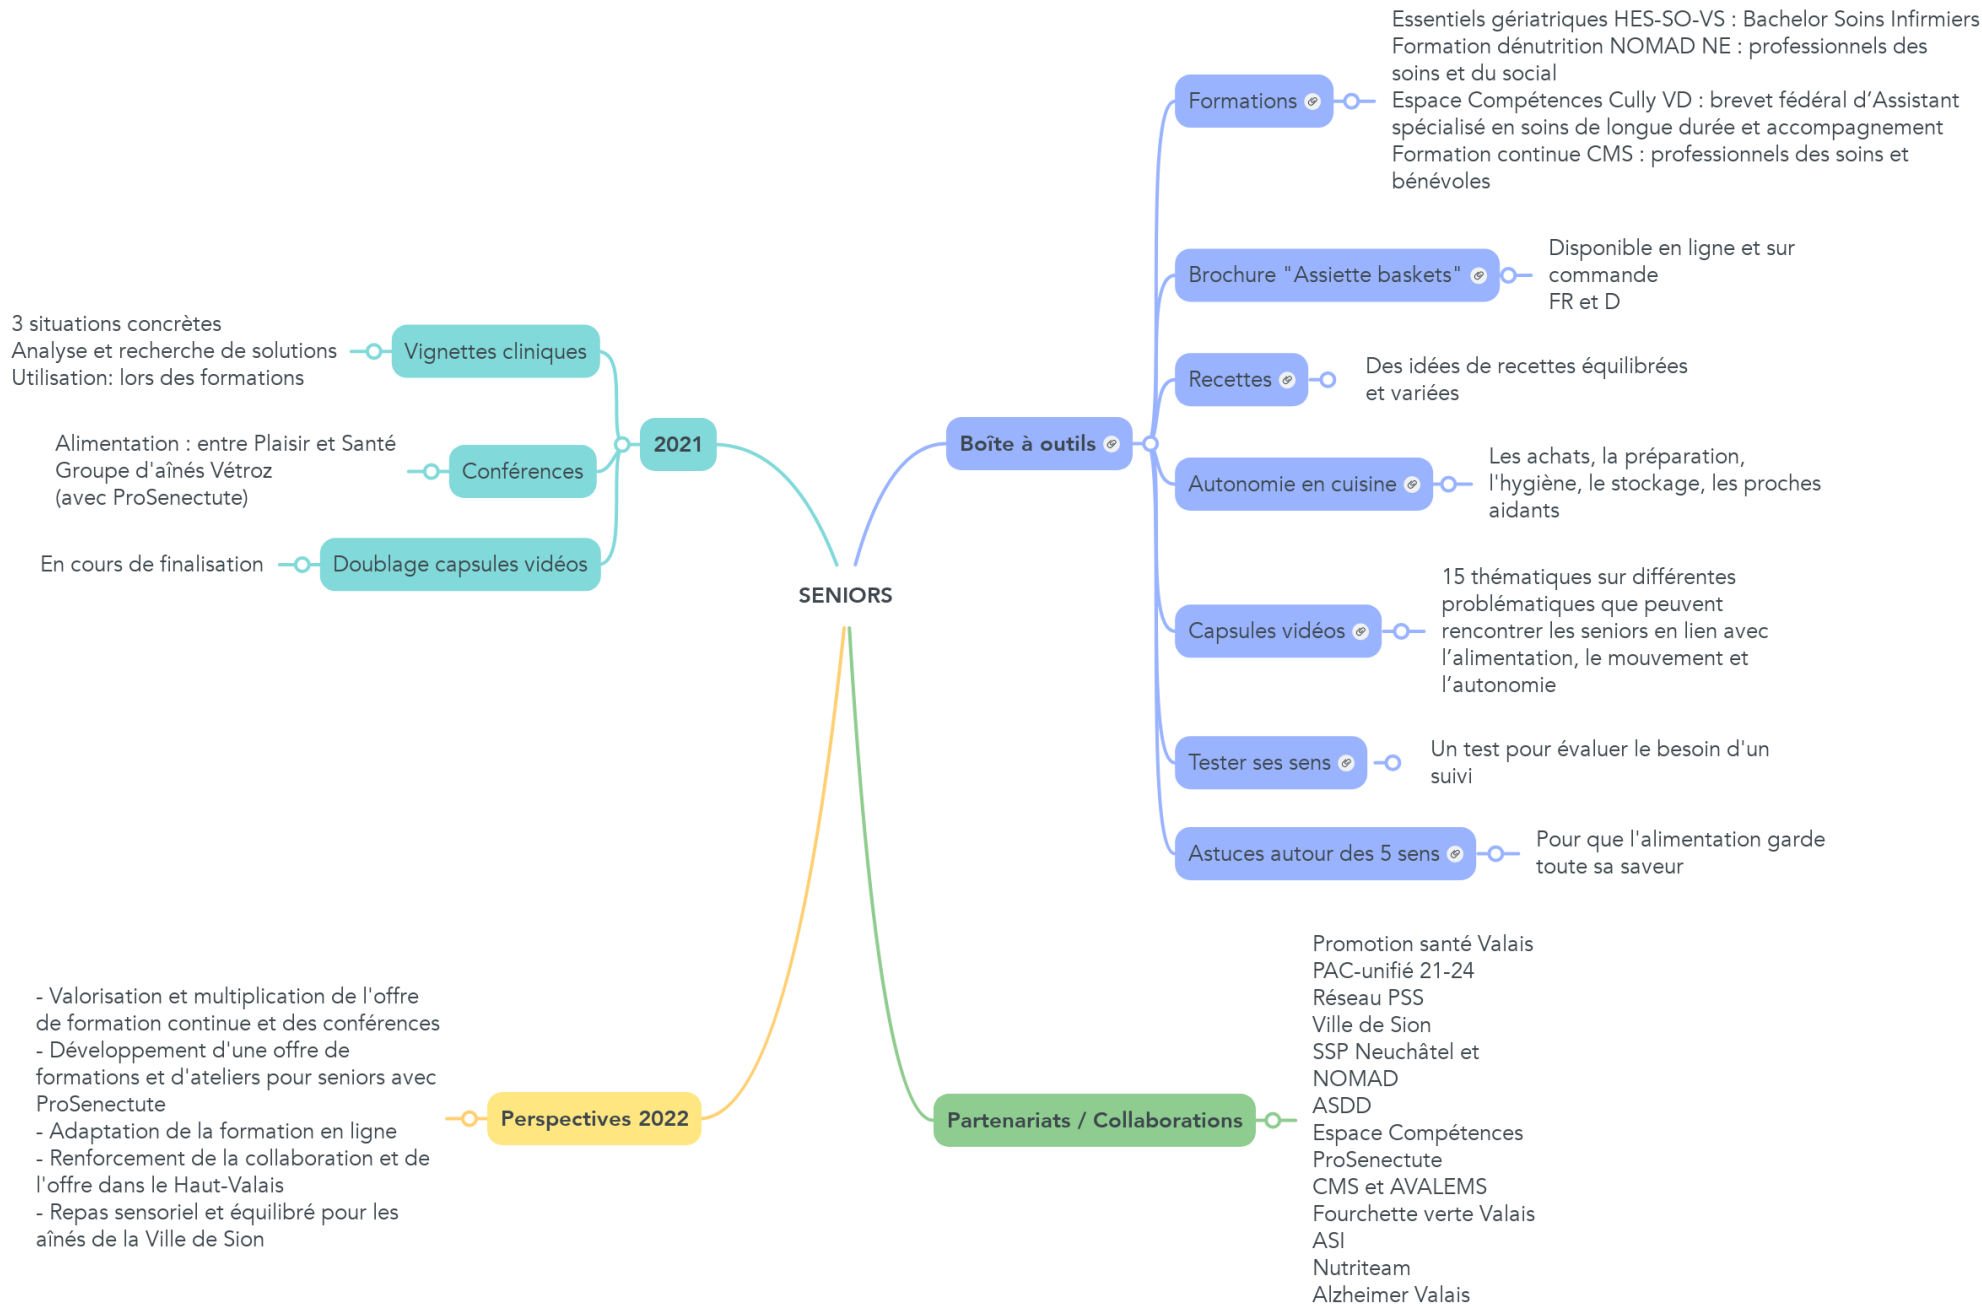 SENIORS
Boîte à outils
Formations
Essentiels gériatriques HES-SO-VS : Bachelor Soins Infirmiers
Formation dénutrition NOMAD NE : professionnels des
soins et du social
Espace Compétences Cully VD : brevet fédéral d’Assistant
spécialisé en soins de longue durée et accompagnement
Formation continue CMS : professionnels des soins et
bénévoles
Brochure "Assiette baskets"
Disponible en ligne et sur
commande
FR et D
Recettes
Des idées de recettes équilibrées
et variées
Autonomie en cuisine
Les achats, la préparation,
l'hygiène, le stockage, les proches
aidants
Capsules vidéos
15 thématiques sur différentes
problématiques que peuvent
rencontrer les seniors en lien avec
l’alimentation, le mouvement et
l’autonomie
Tester ses sens
Un test pour évaluer le besoin d'un
suivi
Astuces autour des 5 sens
Pour que l'alimentation garde
toute sa saveur
Partenariats / Collaborations
Promotion santé Valais
PAC-unifié 21-24
Réseau PSS
Ville de Sion
SSP Neuchâtel et
NOMAD
ASDD
Espace Compétences
ProSenectute
CMS et AVALEMS
Fourchette verte Valais
ASI
Nutriteam
Alzheimer Valais
2021
Vignettes cliniques
3 situations concrètes
Analyse et recherche de solutions
Utilisation: lors des formations
Conférences
Alimentation : entre Plaisir et Santé
Groupe d'aînés Vétroz
(avec ProSenectute)
Doublage capsules vidéos
En cours de finalisation
Perspectives 2022
- Valorisation et multiplication de l'offre
de formation continue et des conférences
- Développement d'une offre de
formations et d'ateliers pour seniors avec
ProSenectute
- Adaptation de la formation en ligne
- Renforcement de la collaboration et de
l'offre dans le Haut-Valais
- Repas sensoriel et équilibré pour les
aînés de la Ville de Sion